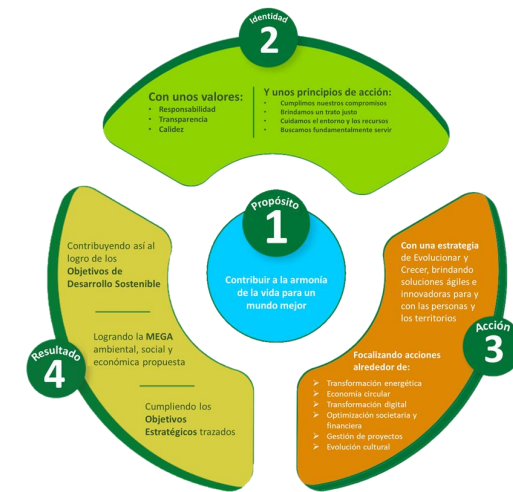 Identidad
2
Con unos valores:
• Responsabilidad
• Transparencia
• Calidez
Y unos principios de acción:
• Cumplimos nuestros compromisos
• Brindamos un trato justo
• Cuidamos el entorno y los recursos
• Buscamos fundamentalmente servir
Propósito
1
Contribuir a la armonía
de la vida para un
mundo mejor
Con una estrategia
de Evolucionar y
Crecer, brindando
soluciones ágiles e
innovadoras para y
con las personas y
los territorios
Acción
3
Focalizando acciones
alrededor de:
➢ Transformación energética
➢ Economía circular
➢ Transformación digital
➢ Optimización societaria y
financiera
➢ Gestión de proyectos
➢ Evolución cultural
Contribuyendo así al
logro de los
Objetivos de
Desarrollo Sostenible
Logrando la MEGA
ambiental, social y
económica propuesta
Resultado
4
Cumpliendo los
Objetivos
Estratégicos trazados